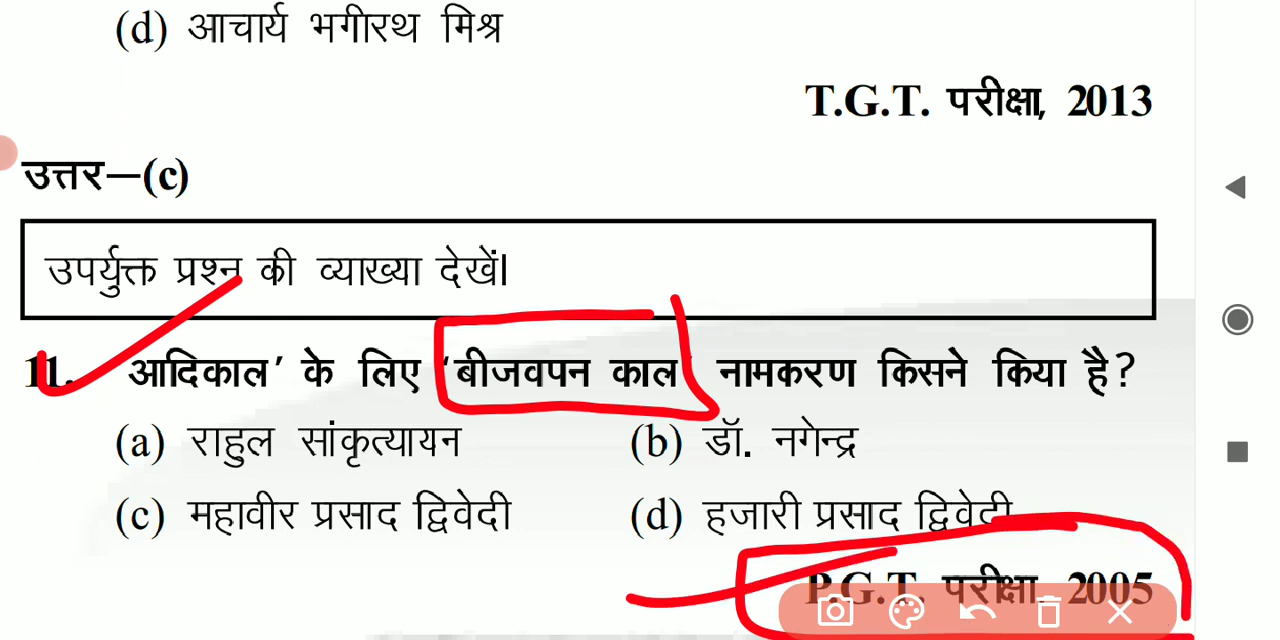 (d) आचार्य भगीरथ मिश्र
T.G.T. परीक्षा, 2013
उत्तर—(c)
उपर्युक्त प्रश्न की व्याख्या देखें।
11. आदिकाल’ के लिए ‘बीजवपन काल’ नामकरण किसने किया है?
(a) राहुल सांकृत्यायन (b) डॉ. नगेन्द्र
(c) महावीर प्रसाद द्विवेदी (d) हजारी प्रसाद द्विवेदी
P.G.T. परीक्षा, 2005